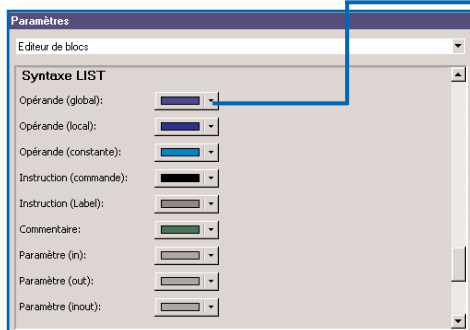 Paramètres
Editeur de blocs
Syntaxe LIST
Opérande (global):
Opérande (local):
Opérande (constante):
Instruction (commande):
Instruction (Label):
Commentaire:
Paramètre (in):
Paramètre (out):
Paramètre (inout):